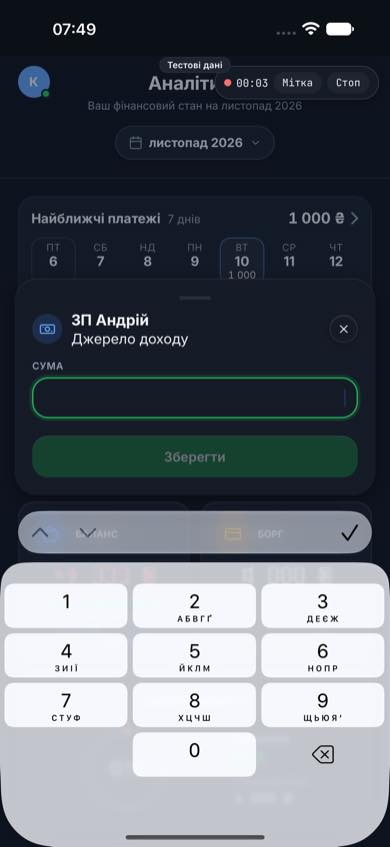 07:49
Тестові дані
К
Аналіти
00:03 Мітка Стоп
Ваш фінансовий стан на листопад 2026
листопад 2026
Найближчі платежі 7 днів 1 000 ₴
ПТ СБ НД ПН ВТ СР ЧТ
6 7 8 9 10 11 12
1 000
ЗП Андрій
Джерело доходу
СУМА
Зберегти
БАЛАНС БОРГ
1 2 3
АБВГҐ ДЕЄЖ
4 5 6
ЗИІЇ ЙКЛМ НОПР
7 8 9
СТУФ ХЦЧШ ЩЬЮЯ'
0